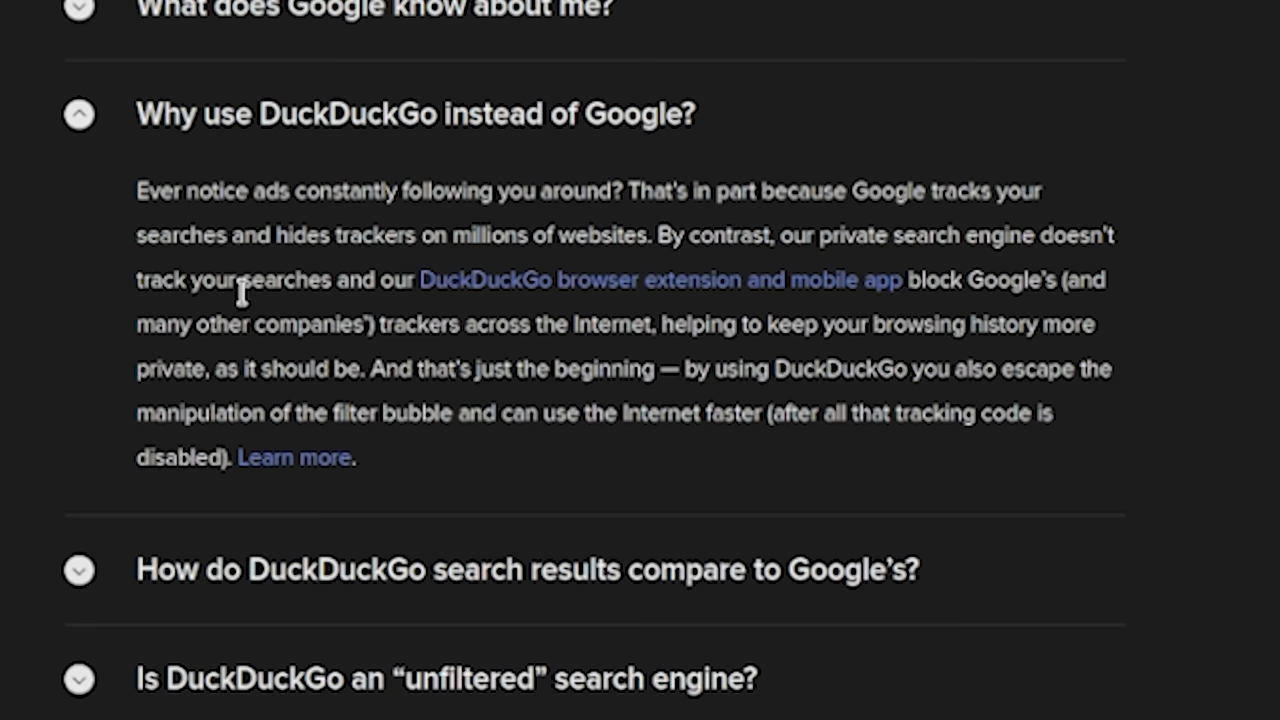 What does Google know about me?
Why use DuckDuckGo instead of Google?
Ever notice ads constantly following you around? That's in part because Google tracks your
searches and hides trackers on millions of websites. By contrast, our private search engine doesn't
track your searches and our DuckDuckGo browser extension and mobile app block Google's (and
many other companies') trackers across the Internet, helping to keep your browsing history more
private, as it should be. And that's just the beginning — by using DuckDuckGo you also escape the
manipulation of the filter bubble and can use the Internet faster (after all that tracking code is
disabled). Learn more.
How do DuckDuckGo search results compare to Google's?
Is DuckDuckGo an “unfiltered” search engine?